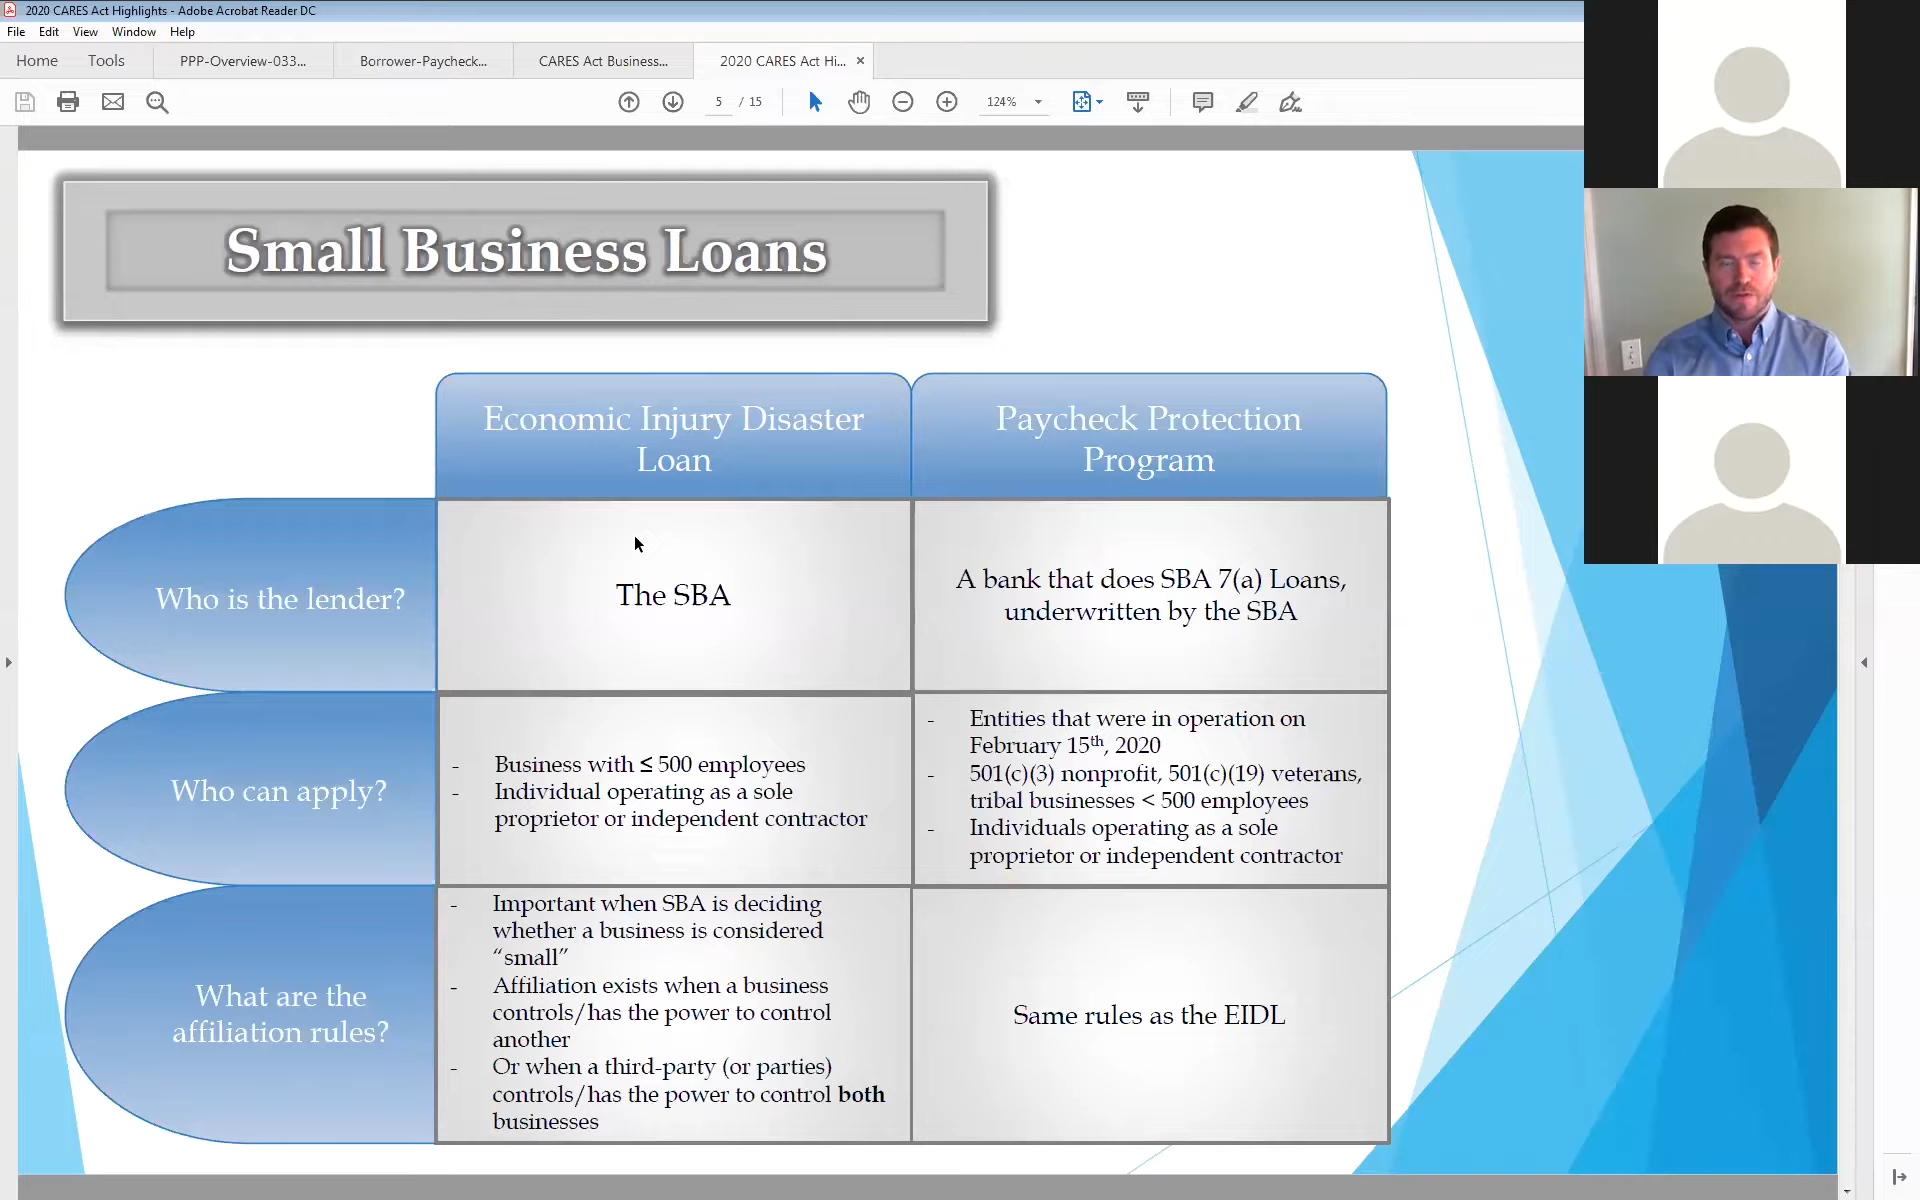 2020 CARES Act Highlights - Adobe Acrobat Reader DC
File Edit View Window Help
Home Tools PPP-Overview-033... Borrower-Paycheck... CARES Act Business... 2020 CARES Act Hi... ×
5 / 15 124%
Small Business Loans
Economic Injury Disaster
Loan
Paycheck Protection
Program
Who is the lender?
The SBA
A bank that does SBA 7(a) Loans,
underwritten by the SBA
Who can apply?
- Business with ≤ 500 employees
- Individual operating as a sole
proprietor or independent contractor
- Entities that were in operation on
February 15th, 2020
- 501(c)(3) nonprofit, 501(c)(19) veterans,
tribal businesses < 500 employees
- Individuals operating as a sole
proprietor or independent contractor
What are the
affiliation rules?
- Important when SBA is deciding
whether a business is considered
“small”
- Affiliation exists when a business
controls/has the power to control
another
- Or when a third-party (or parties)
controls/has the power to control both
businesses
Same rules as the EIDL